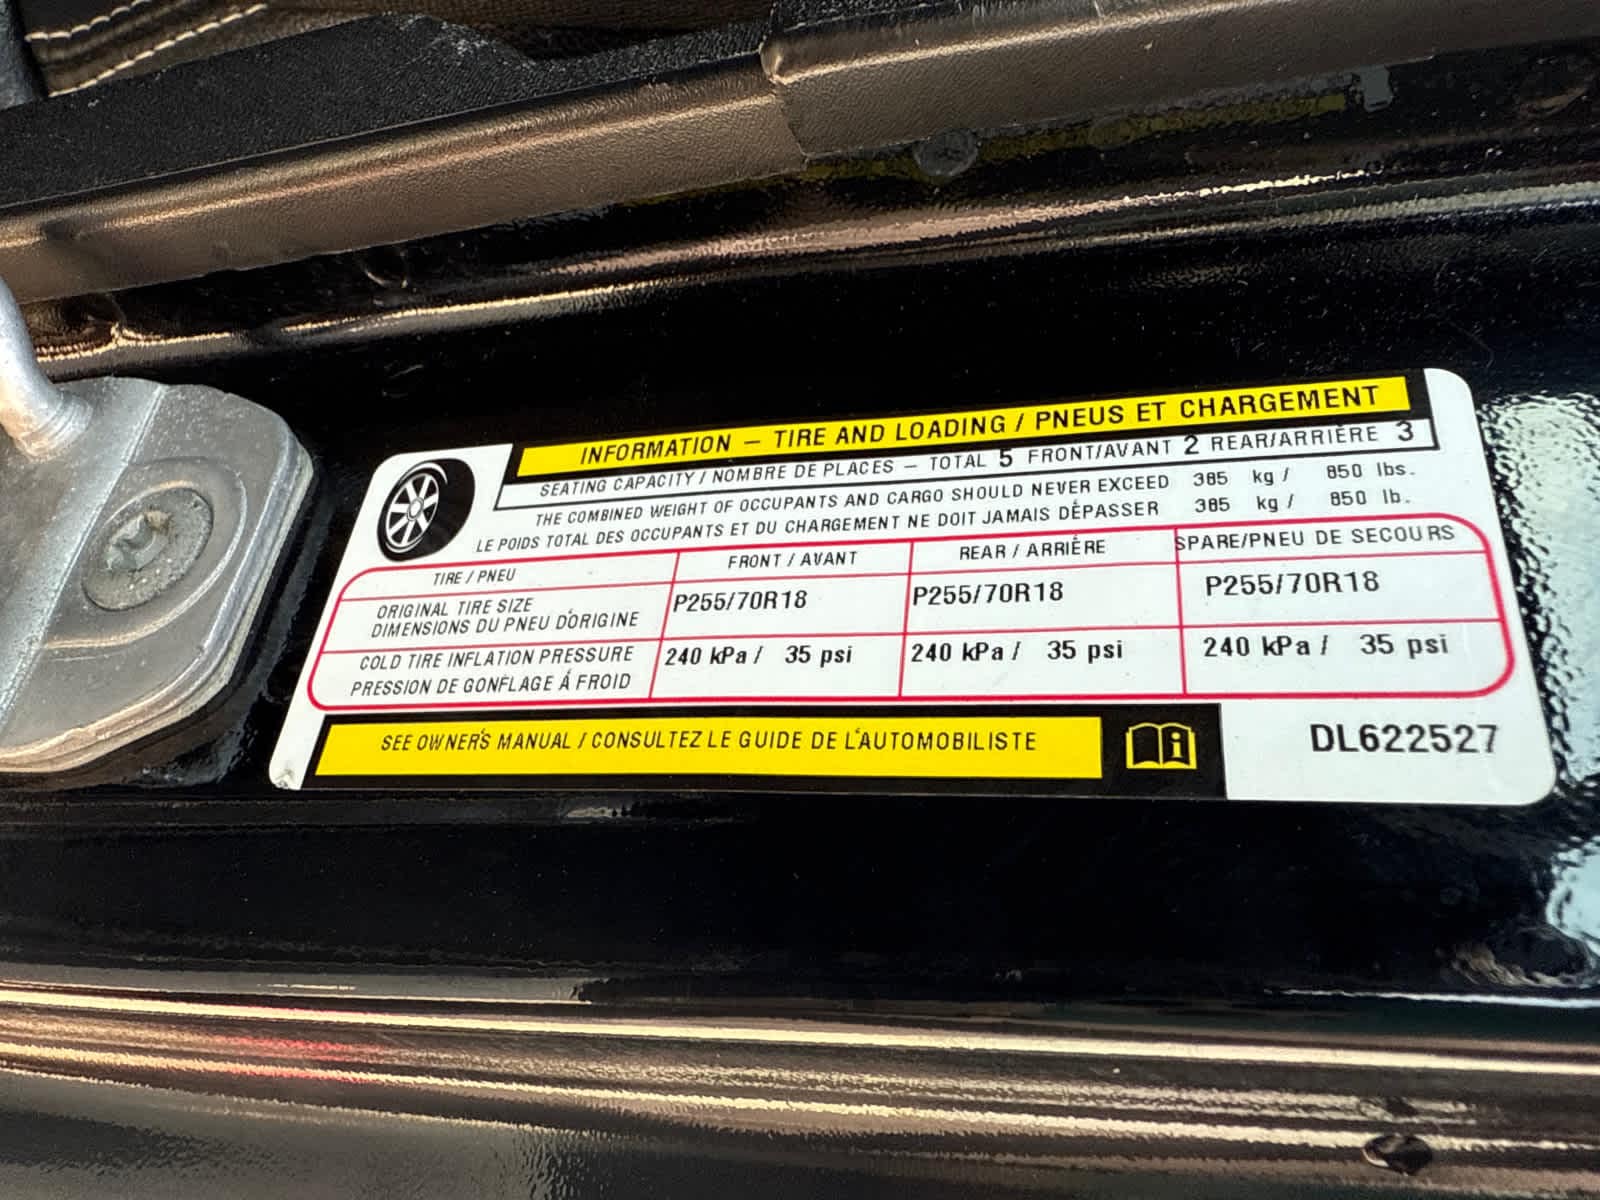 INFORMATION – TIRE AND LOADING / PNEUS ET CHARGEMENT
SEATING CAPACITY / NOMBRE DE PLACES – TOTAL 5 FRONT/AVANT 2 REAR/ARRIÈRE 3
THE COMBINED WEIGHT OF OCCUPANTS AND CARGO SHOULD NEVER EXCEED 385 kg / 850 lbs.
LE POIDS TOTAL DES OCCUPANTS ET DU CHARGEMENT NE DOIT JAMAIS DÉPASSER 385 kg / 850 lb.
TIRE / PNEU FRONT / AVANT REAR / ARRIÈRE SPARE/PNEU DE SECOURS
ORIGINAL TIRE SIZE
DIMENSIONS DU PNEU D'ORIGINE P255/70R18 P255/70R18 P255/70R18
COLD TIRE INFLATION PRESSURE
PRESSION DE GONFLAGE À FROID 240 kPa / 35 psi 240 kPa / 35 psi 240 kPa / 35 psi
SEE OWNER'S MANUAL / CONSULTEZ LE GUIDE DE L'AUTOMOBILISTE
DL622527